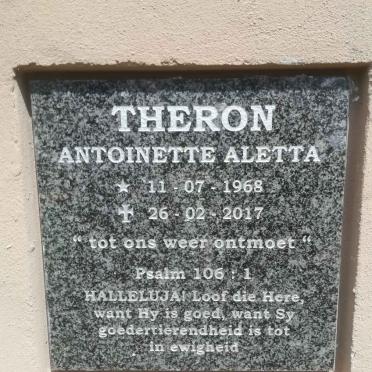 THERON
ANTOINETTE ALETTA
★ 11 - 07 - 1968
✝ 26 - 02 - 2017
“ tot ons weer ontmoet “
Psalm 106 : 1
HALLELUJA! Loof die Here,
want Hy is goed, want Sy
goedertierendheid is tot
in ewigheid